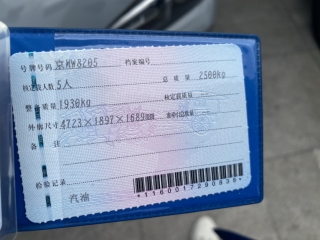 号牌号码 京MW8205 档案编号
核定载人数 5人 总质量 2500kg
整备质量 1930kg 核定载质量
外廓尺寸 4723×1897×1689mm 准牵引总质量
备注
检验记录
汽油 *1160017290838*